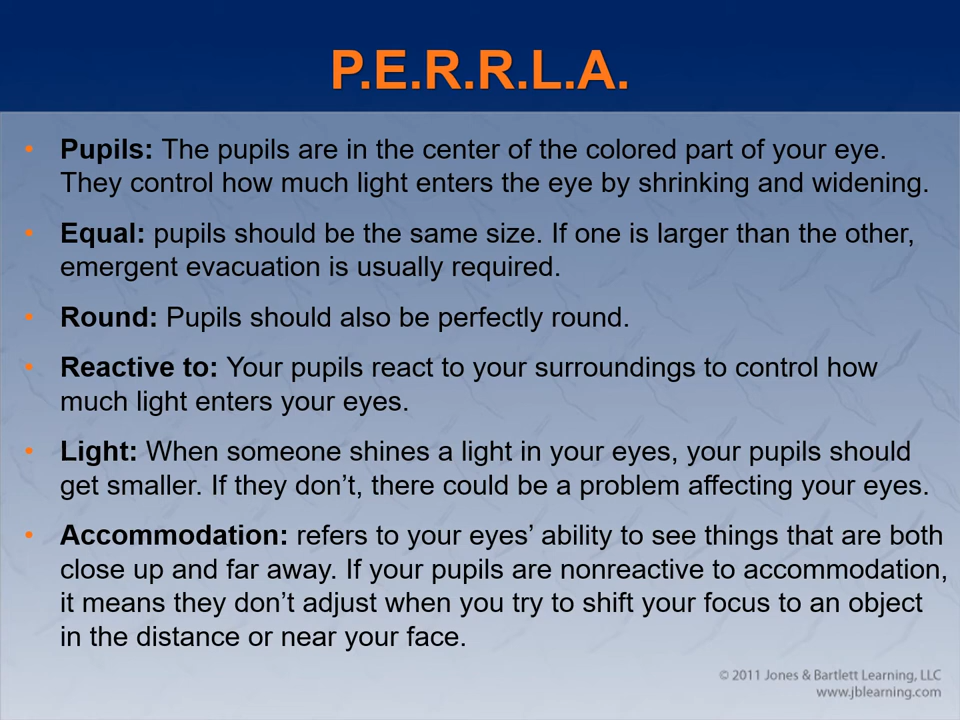 P.E.R.R.L.A.
• Pupils: The pupils are in the center of the colored part of your eye.
They control how much light enters the eye by shrinking and widening.
• Equal: pupils should be the same size. If one is larger than the other,
emergent evacuation is usually required.
• Round: Pupils should also be perfectly round.
• Reactive to: Your pupils react to your surroundings to control how
much light enters your eyes.
• Light: When someone shines a light in your eyes, your pupils should
get smaller. If they don’t, there could be a problem affecting your eyes.
• Accommodation: refers to your eyes’ ability to see things that are both
close up and far away. If your pupils are nonreactive to accommodation,
it means they don’t adjust when you try to shift your focus to an object
in the distance or near your face.
© 2011 Jones & Bartlett Learning, LLC
www.jblearning.com